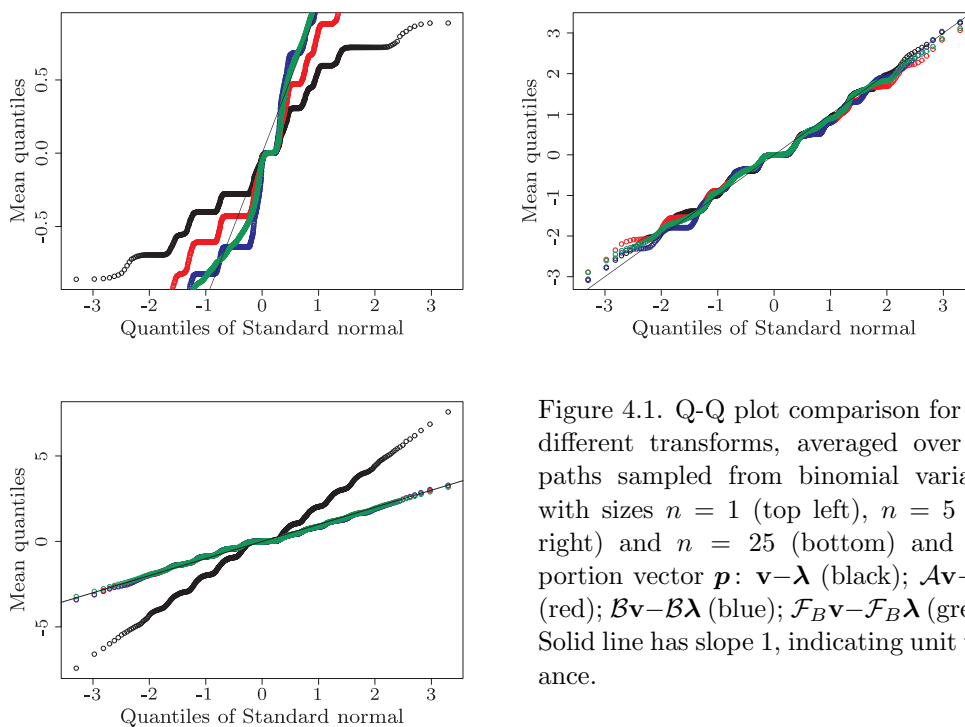 0.5
0.0
-0.5
Mean quantiles
-3 -2 -1 0 1 2 3
Quantiles of Standard normal
3
2
1
0
-1
-2
-3
Mean quantiles
-3 -2 -1 0 1 2 3
Quantiles of Standard normal
5
0
-5
Mean quantiles
-3 -2 -1 0 1 2 3
Quantiles of Standard normal
Figure 4.1. Q-Q plot comparison for
different transforms, averaged over
paths sampled from binomial varia
with sizes n = 1 (top left), n = 5
right) and n = 25 (bottom) and
portion vector p: v−λ (black); 𝒜v−
(red); ℬv−ℬλ (blue); ℱ_Bv−ℱ_Bλ (gre
Solid line has slope 1, indicating unit
ance.